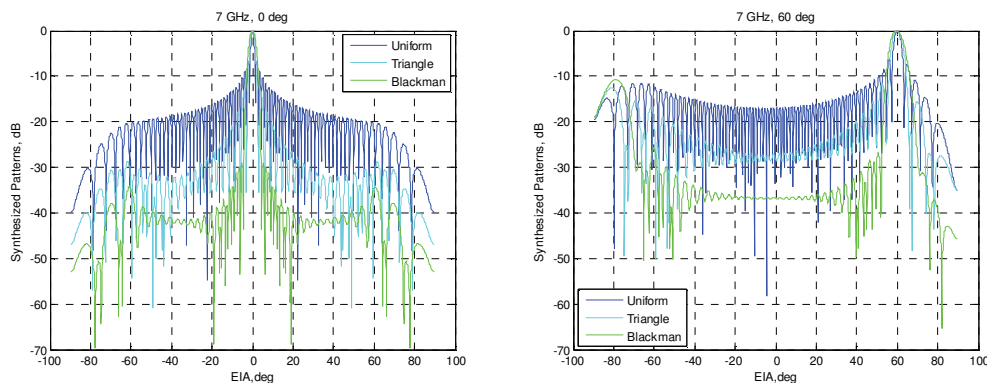 7 GHz, 0 deg
0
-10
-20
-30
-40
-50
-60
-70
Synthesized Patterns, dB
Uniform
Triangle
Blackman
-100 -80 -60 -40 -20 0 20 40 60 80 100
EIA,deg
7 GHz, 60 deg
0
-10
-20
-30
-40
-50
-60
-70
Synthesized Patterns, dB
Uniform
Triangle
Blackman
-100 -80 -60 -40 -20 0 20 40 60 80 100
EIA,deg